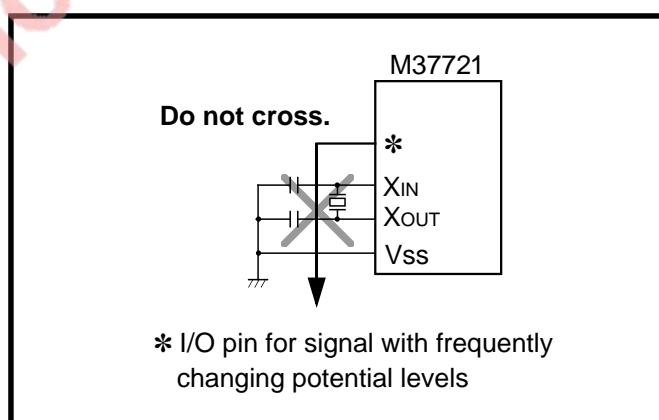 M37721
Do not cross.
✽
XIN
XOUT
Vss
✽ I/O pin for signal with frequently
changing potential levels